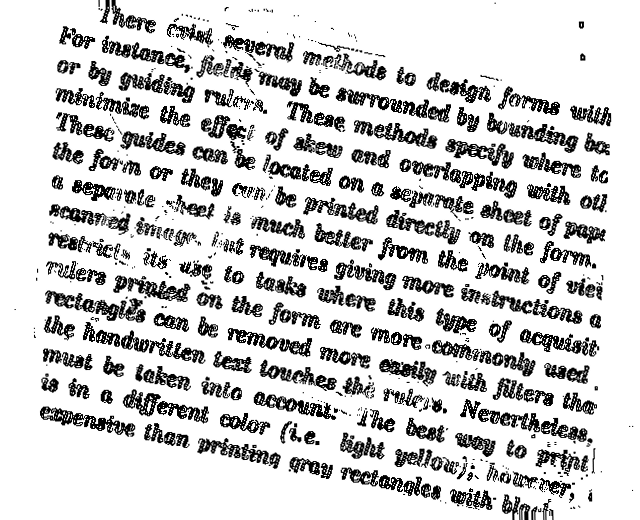 There exist several methods to design forms with
For instance, fields may be surrounded by bounding bo
or by guiding rulers. These methods specify where to
minimize the effect of skew and overlapping with ot
These guides can be located on a separate sheet of pap
the form or they can be printed directly on the form.
a separate sheet is much better from the point of vie
scanned image, but requires giving more instructions a
restricts its use to tasks where this type of acquisit
rulers printed on the form are more commonly used
rectangles can be removed more easily with filters tha
the handwritten text touches the rulers. Nevertheless,
must be taken into account: The best way to print
is in a different color (i.e. light yellow); however,
expensive than printing gray rectangles with black